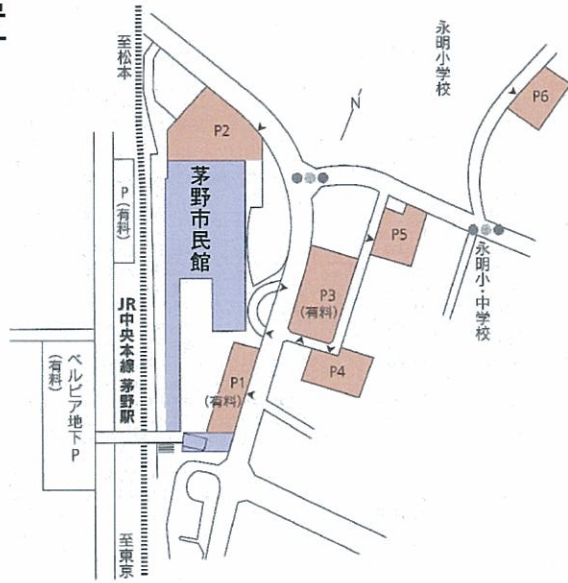 至松本
永明小学校
P6
N
P2
茅野市民館
P(有料)
P5
永明小・中学校
P3
(有料)
JR中央本線 茅野駅
P4
P1
(有料)
ベルビア地下P
(有料)
至東京